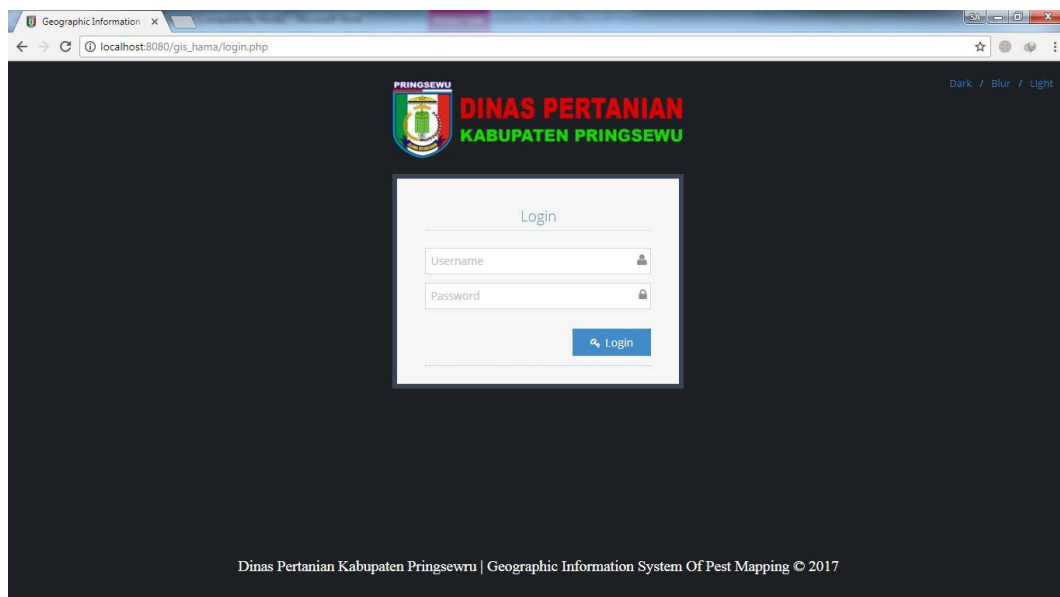 Geographic Information
SA
localhost:8080/gis_hama/login.php
Dark / Blur / Light
PRINGSEWU
DINAS PERTANIAN
KABUPATEN PRINGSEWU
Login
Username
Password
Login
Dinas Pertanian Kabupaten Pringsewru | Geographic Information System Of Pest Mapping © 2017